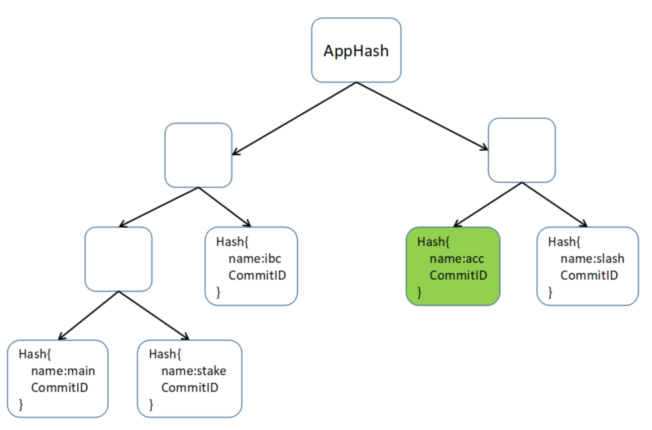 AppHash
Hash{
name:ibc
CommitID
}
Hash{
name:acc
CommitID
}
Hash{
name:slash
CommitID
}
Hash{
name:main
CommitID
}
Hash{
name:stake
CommitID
}